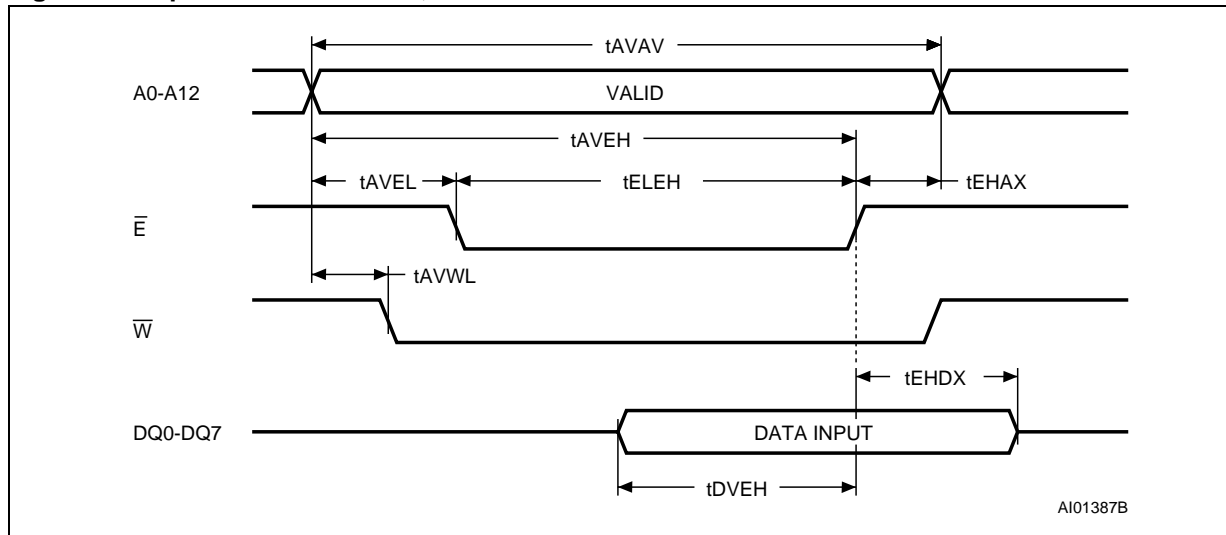 tAVAV
A0-A12
VALID
tAVEH
tAVEL
tELEH
tEHAX
E̅
tAVWL
W̅
tEHDX
DQ0-DQ7
DATA INPUT
tDVEH
AI01387B